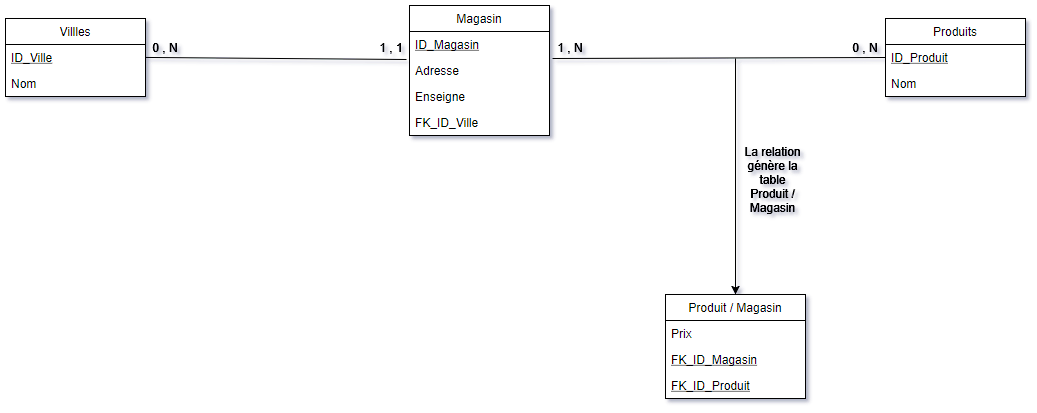 Villles
ID_Ville
Nom
0 , N
1 , 1
Magasin
ID_Magasin
Adresse
Enseigne
FK_ID_Ville
1 , N
0 , N
Produits
ID_Produit
Nom
La relation
génère la
table
Produit /
Magasin
Produit / Magasin
Prix
FK_ID_Magasin
FK_ID_Produit